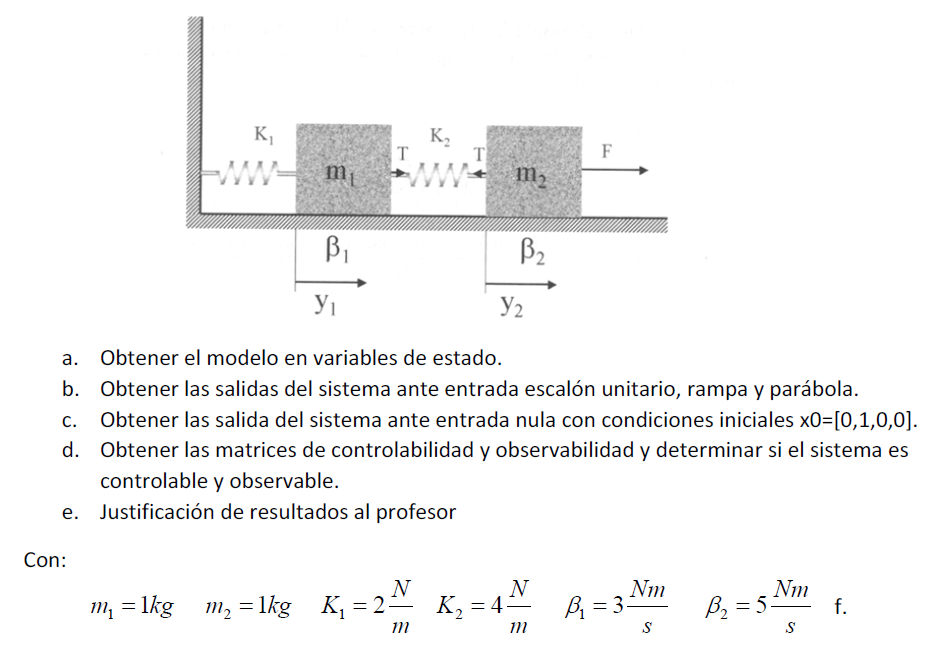 K₁ K₂
T T F
m₁ m₂
β₁ β₂
y₁ y₂
a. Obtener el modelo en variables de estado.
b. Obtener las salidas del sistema ante entrada escalón unitario, rampa y parábola.
c. Obtener las salida del sistema ante entrada nula con condiciones iniciales x0=[0,1,0,0].
d. Obtener las matrices de controlabilidad y observabilidad y determinar si el sistema es
controlable y observable.
e. Justificación de resultados al profesor
Con:
m₁ = 1kg m₂ = 1kg K₁ = 2 N/m K₂ = 4 N/m β₁ = 3 Nm/s β₂ = 5 Nm/s f.